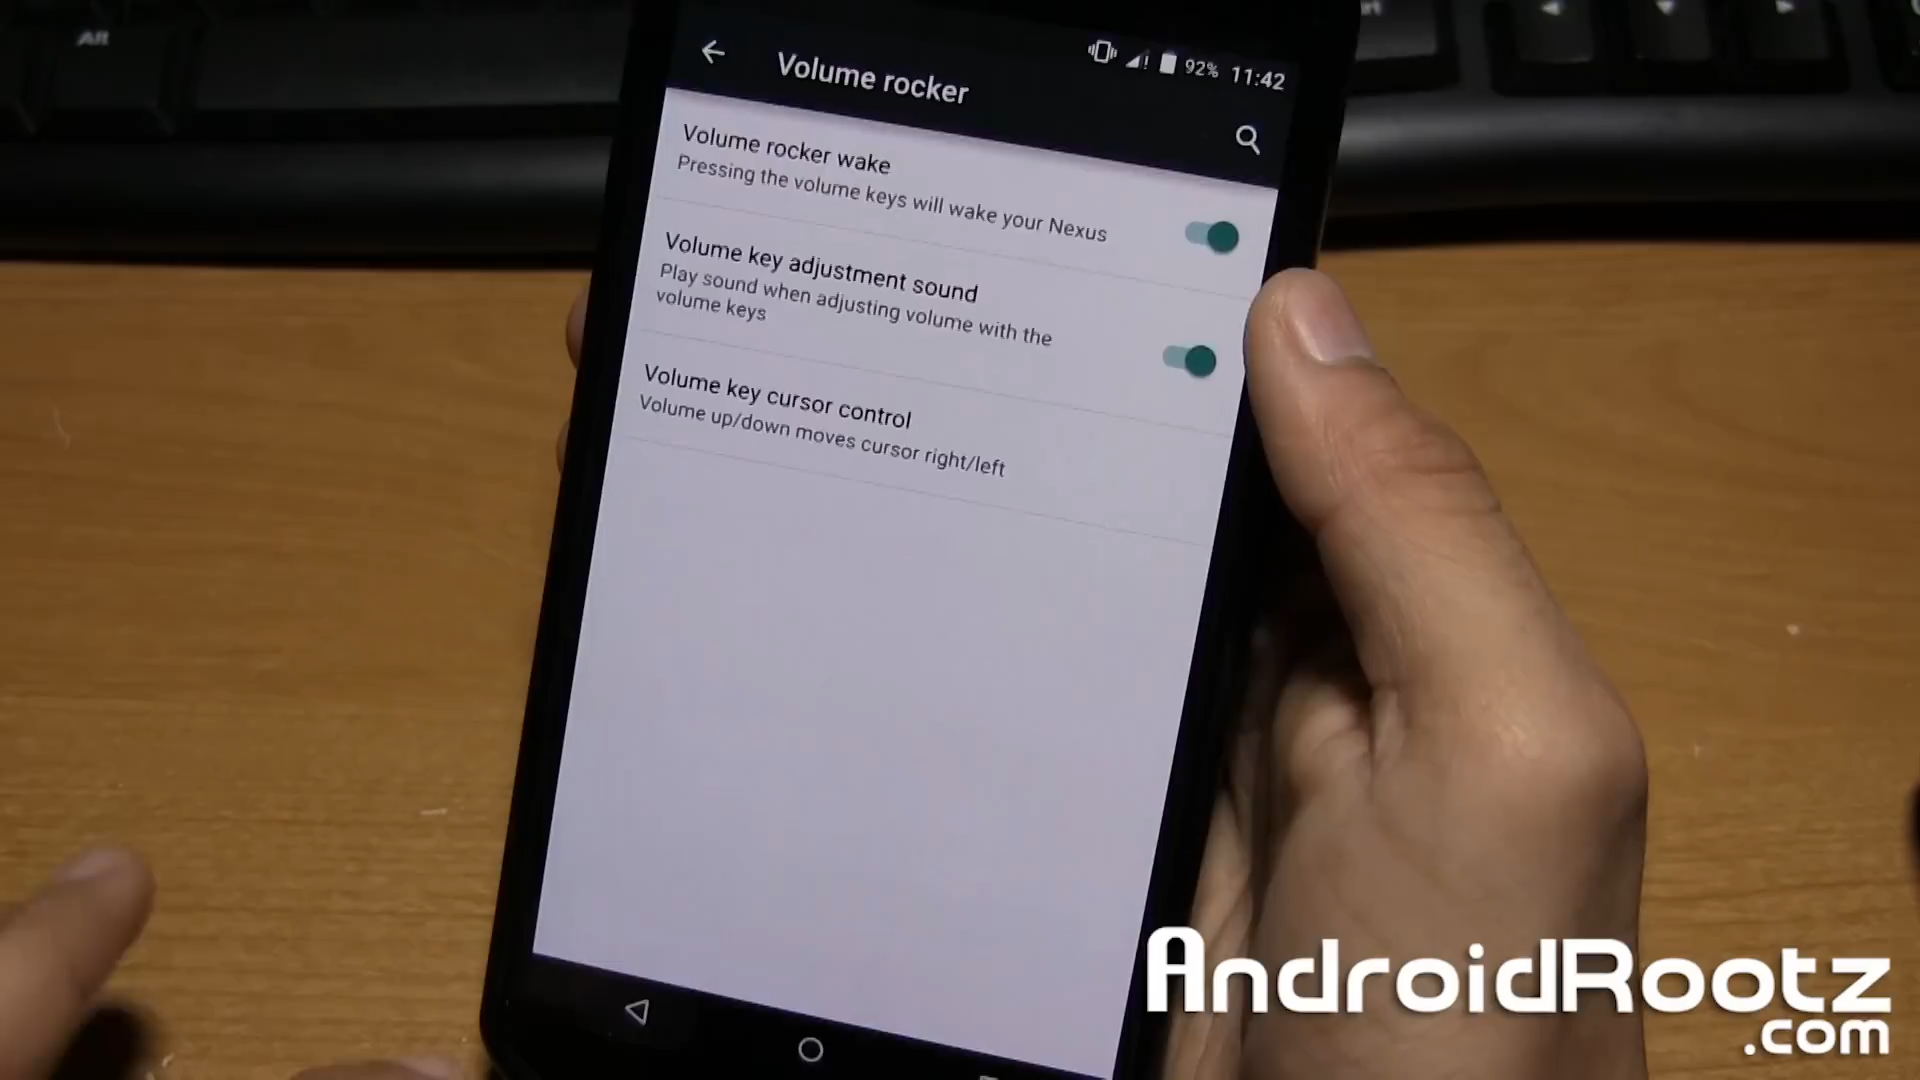 Alt
Volume rocker
92% 11:42
Volume rocker wake
Pressing the volume keys will wake your Nexus
Volume key adjustment sound
Play sound when adjusting volume with the
volume keys
Volume key cursor control
Volume up/down moves cursor right/left
AndroidRootz
.com